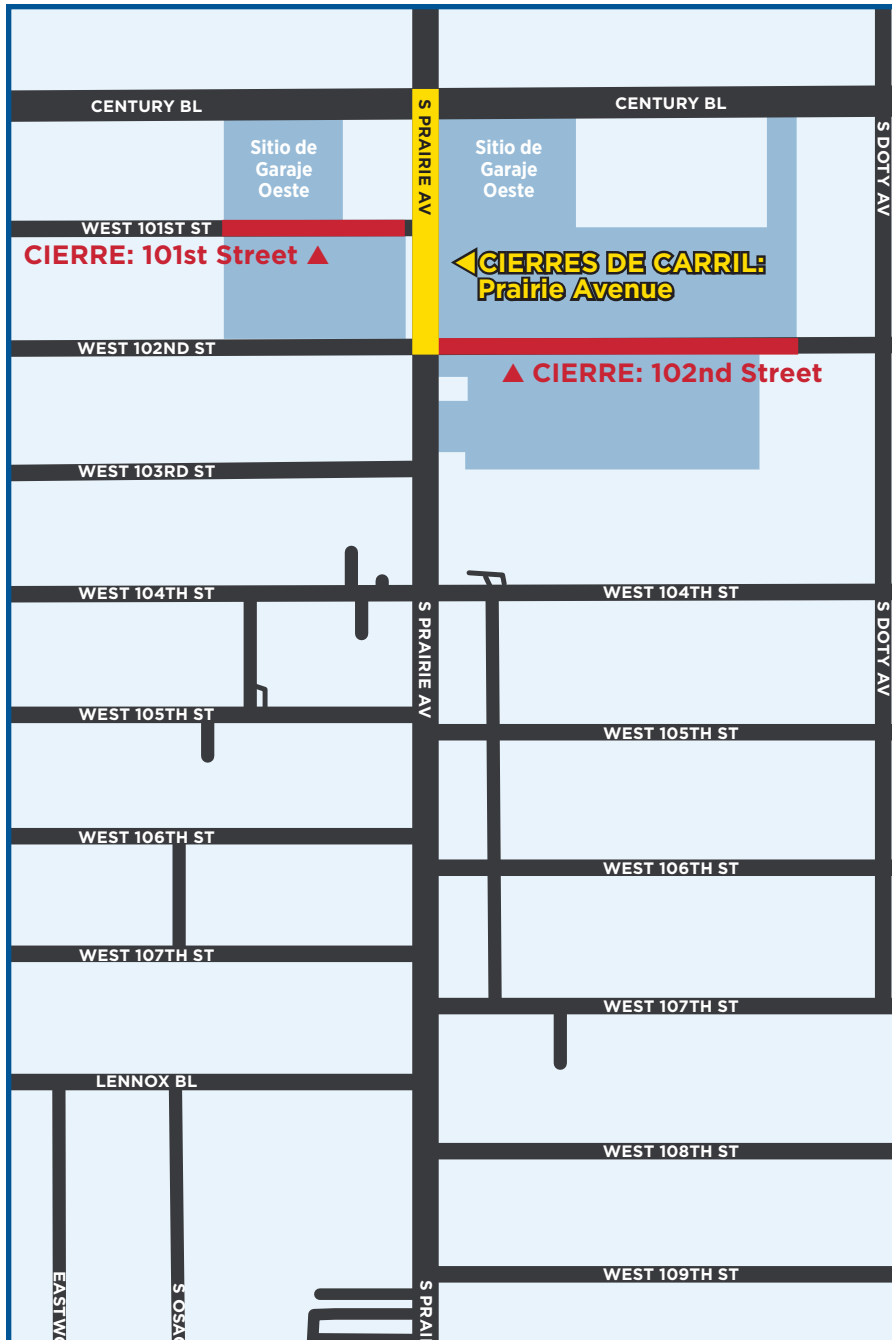 CENTURY BL
CENTURY BL
S PRAIRIE AV
S DOTY AV
Sitio de
Garaje
Oeste
Sitio de
Garaje
Oeste
WEST 101ST ST
CIERRE: 101st Street ▲
◀CIERRES DE CARRIL:
Prairie Avenue
WEST 102ND ST
▲ CIERRE: 102nd Street
WEST 103RD ST
WEST 104TH ST
WEST 104TH ST
S PRAIRIE AV
S DOTY AV
WEST 105TH ST
WEST 105TH ST
WEST 106TH ST
WEST 106TH ST
WEST 107TH ST
WEST 107TH ST
LENNOX BL
WEST 108TH ST
WEST 109TH ST
S
S